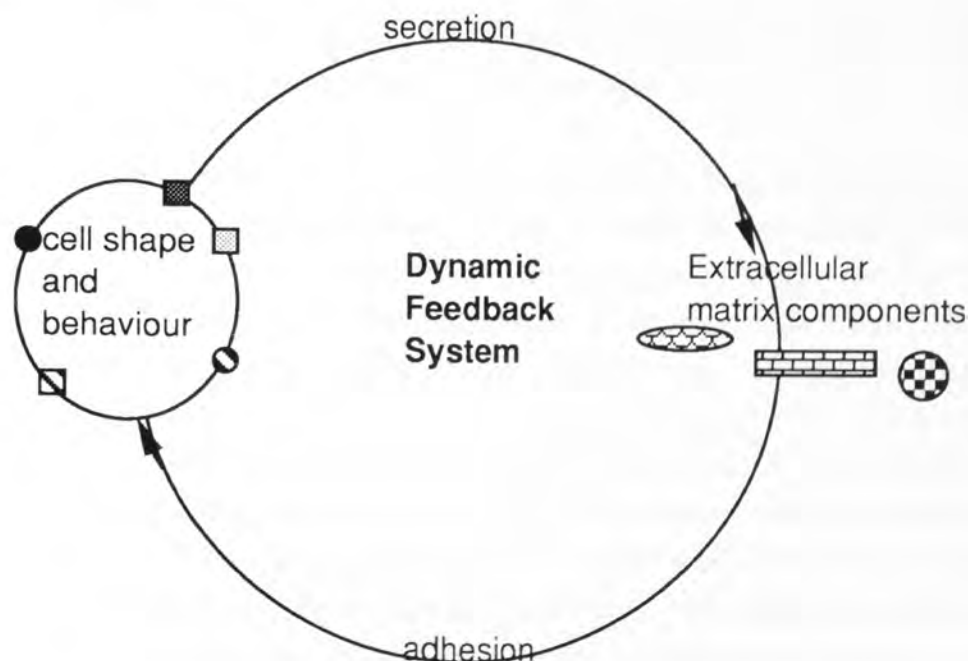 secretion
cell shape
and
behaviour
Dynamic
Feedback
System
Extracellular
matrix components
adhesion